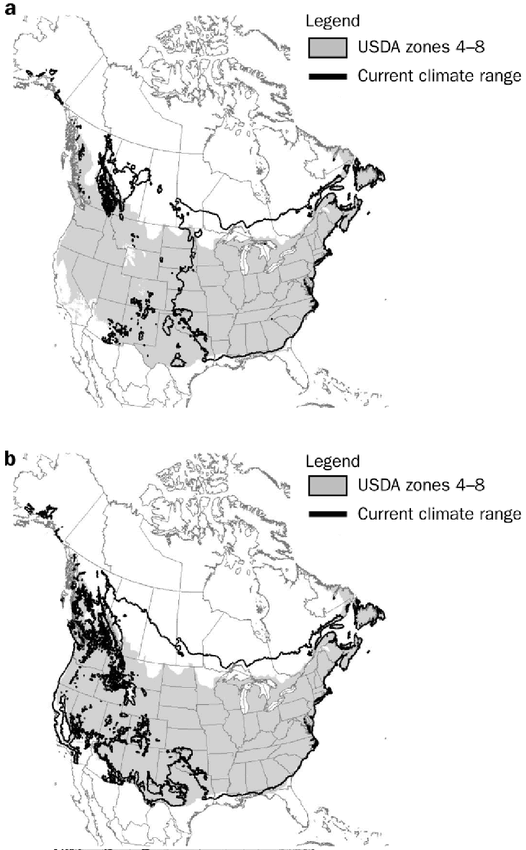 a
Legend
USDA zones 4–8
Current climate range
b
Legend
USDA zones 4–8
Current climate range